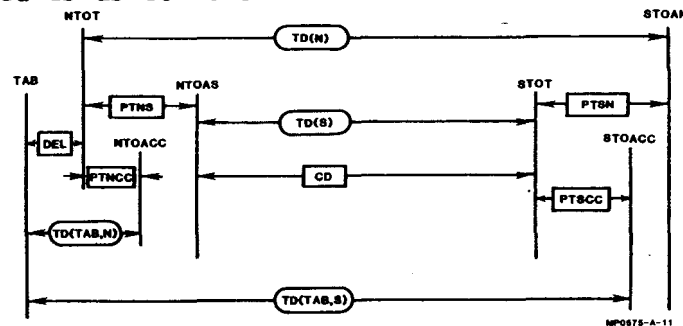 NTOT
STOAN
TD(N)
TAB
NTOAS
STOT
PTNS
PTSN
TD(S)
STOACC
DEL
NTOACC
PTNCC
CD
PTSCC
TD(TAB,N)
TD(TAB,S)
MP0875-A-11